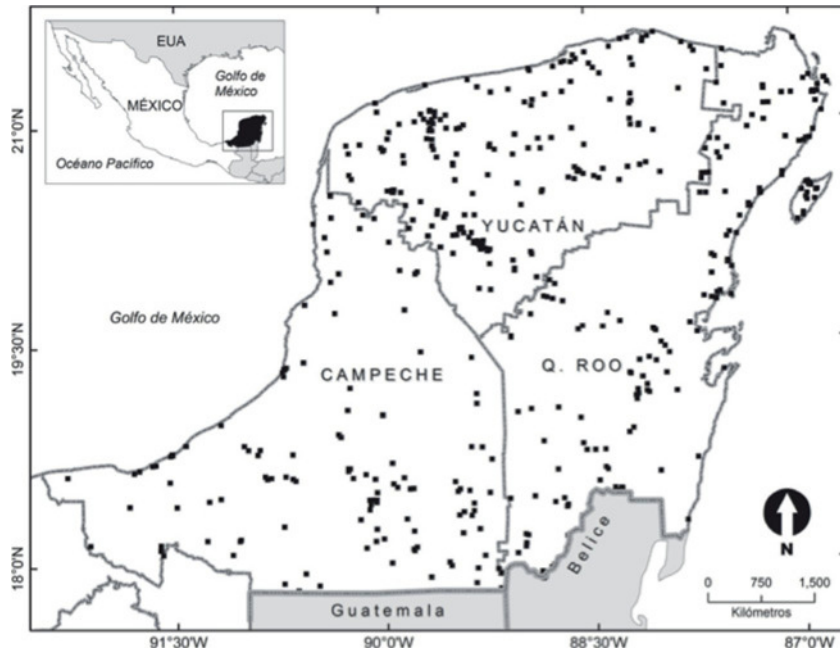 EUA
Golfo de
México
MÉXICO
Océano Pacífico
21°0'N
YUCATÁN
Golfo de México
19°30'N
CAMPECHE
Q. ROO
N
18°0'N
Belice
Guatemala
0 750 1,500
Kilómetros
91°30'W 90°0'W 88°30'W 87°0'W